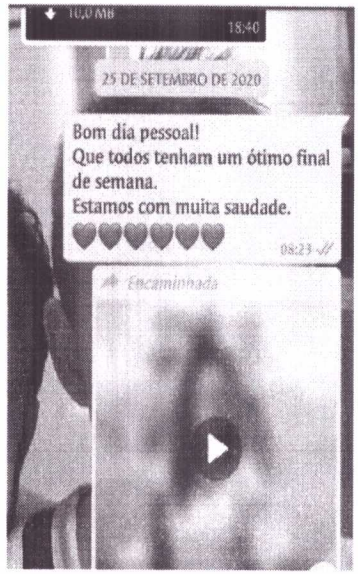 10,0 MB
18:40
25 DE SETEMBRO DE 2020
Bom dia pessoal!
Que todos tenham um ótimo final
de semana.
Estamos com muita saudade.
08:23
Encaminhada